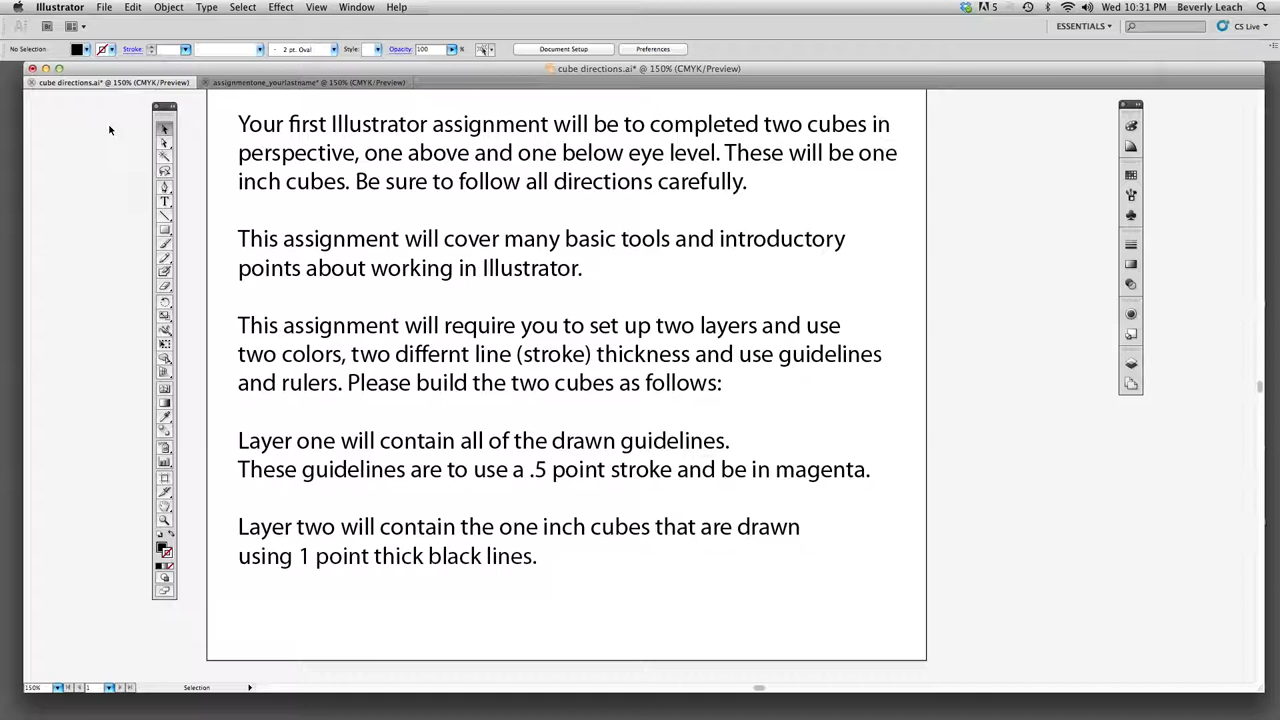 Illustrator File Edit Object Type Select Effect View Window Help
5 Wed 10:31 PM Beverly Leach
ESSENTIALS CS Live
No Selection Stroke: 2 pt. Oval Style: Opacity: 100 % Document Setup Preferences
cube directions.ai* @ 150% (CMYK/Preview)
cube directions.ai* @ 150% (CMYK/Preview) assignmentone_yourlastname* @ 150% (CMYK/Preview)
Your first Illustrator assignment will be to completed two cubes in
perspective, one above and one below eye level. These will be one
inch cubes. Be sure to follow all directions carefully.
This assignment will cover many basic tools and introductory
points about working in Illustrator.
This assignment will require you to set up two layers and use
two colors, two differnt line (stroke) thickness and use guidelines
and rulers. Please build the two cubes as follows:
Layer one will contain all of the drawn guidelines.
These guidelines are to use a .5 point stroke and be in magenta.
Layer two will contain the one inch cubes that are drawn
using 1 point thick black lines.
150% 1 Selection